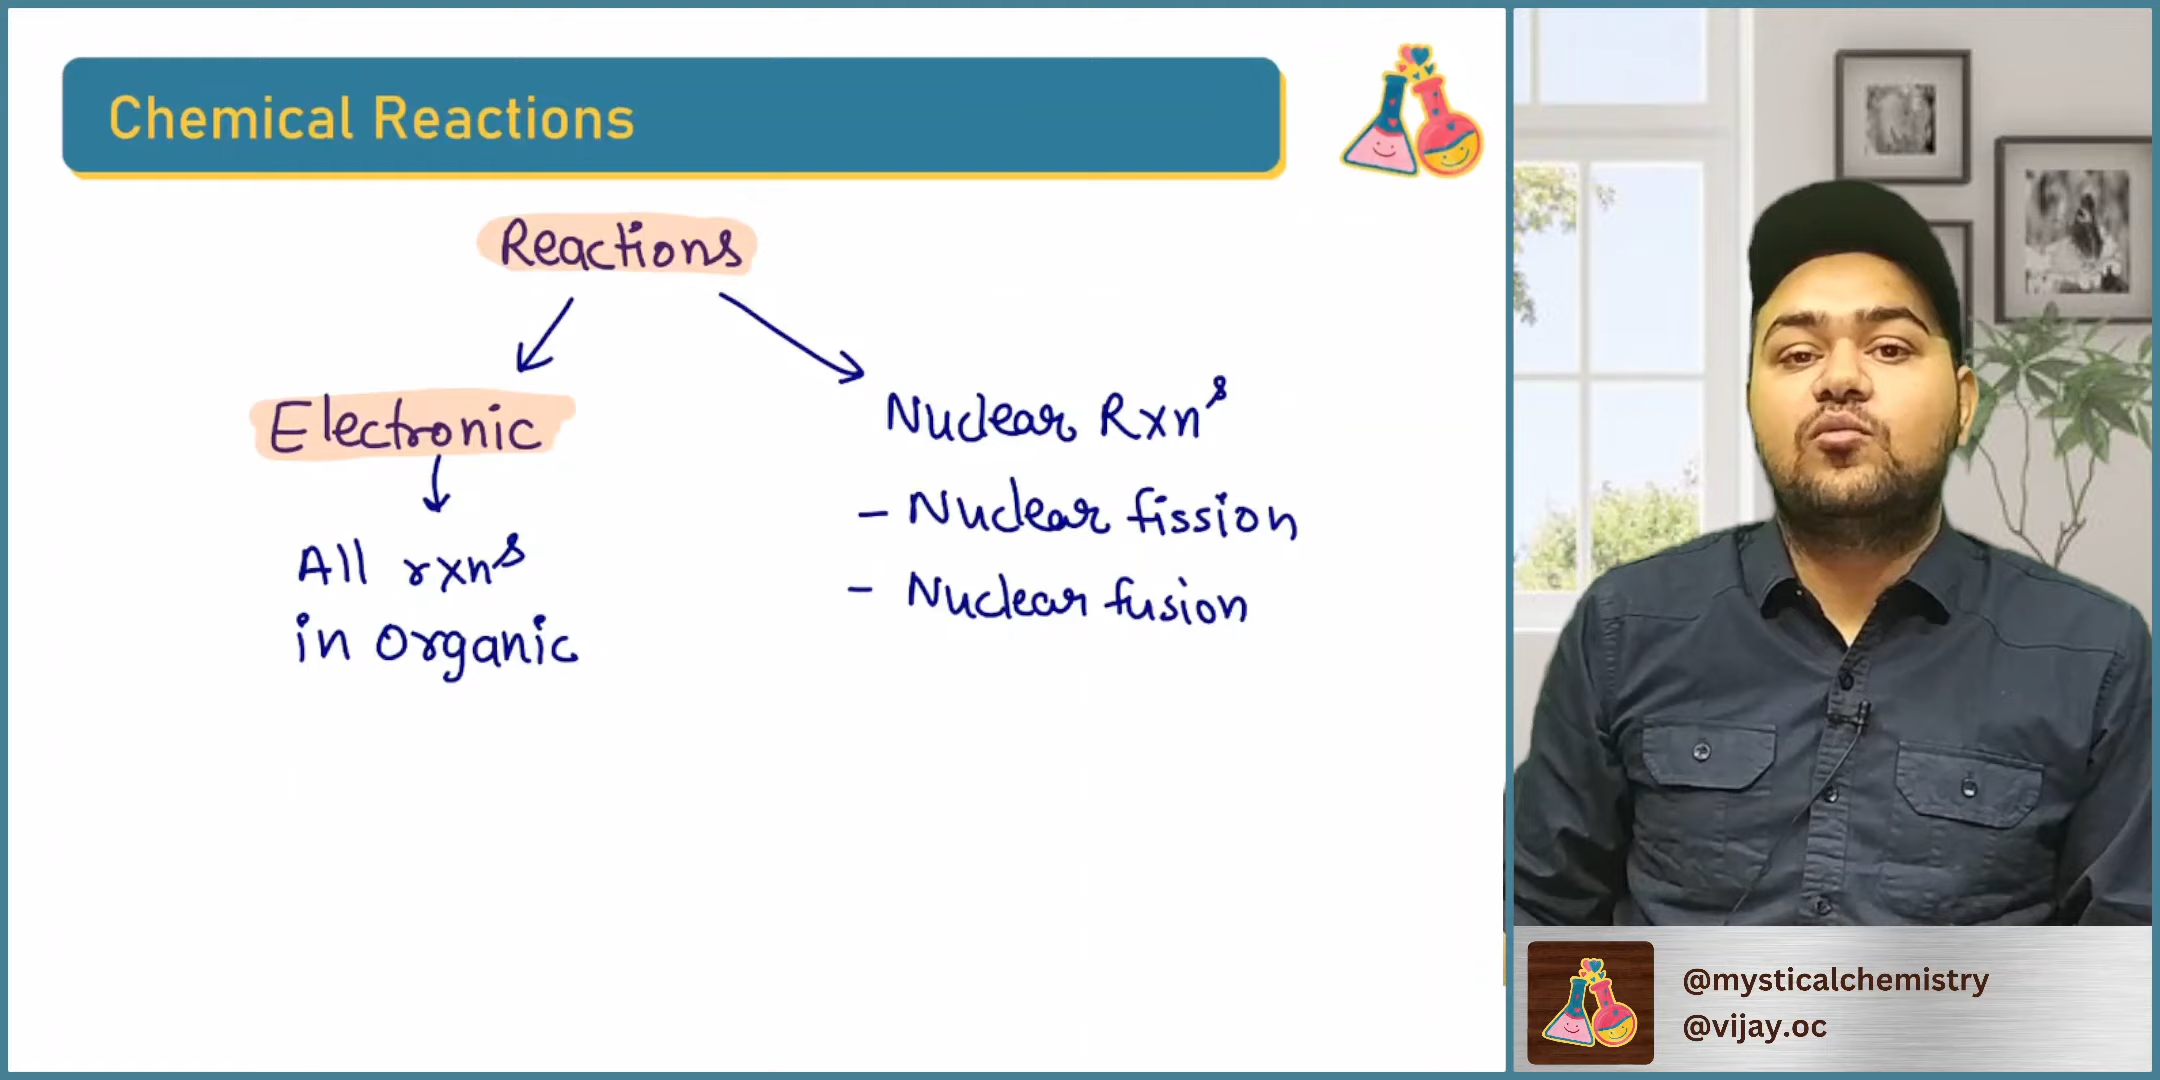 Chemical Reactions
Reactions
Electronic
All rxns
in organic
Nuclear Rxns
- Nuclear fission
- Nuclear fusion
@mysticalchemistry
@vijay.oc